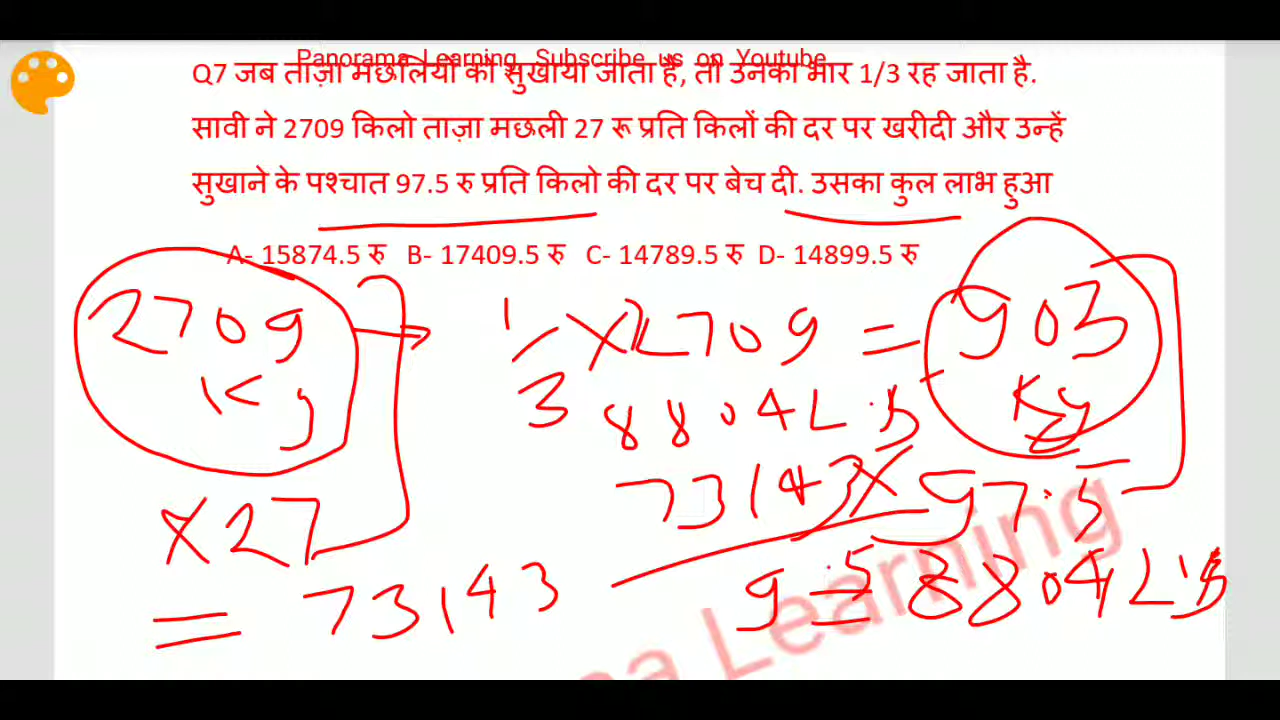 Panorama Learning Subscribe us on Youtube
Q7 जब ताज़ा मछलियों को सुखाया जाता है, तो उनका भार 1/3 रह जाता है.
सावी ने 2709 किलो ताज़ा मछली 27 रू प्रति किलों की दर पर खरीदी और उन्हें
सुखाने के पश्चात 97.5 रु प्रति किलो की दर पर बेच दी. उसका कुल लाभ हुआ
A- 15874.5 रु B- 17409.5 रु C- 14789.5 रु D- 14899.5 रु
2709 Kg
1/3 × 2709 = 903 Kg
88042.5
73143
× 97.5
× 27
= 73143
9.5
= 88042.5
Learning